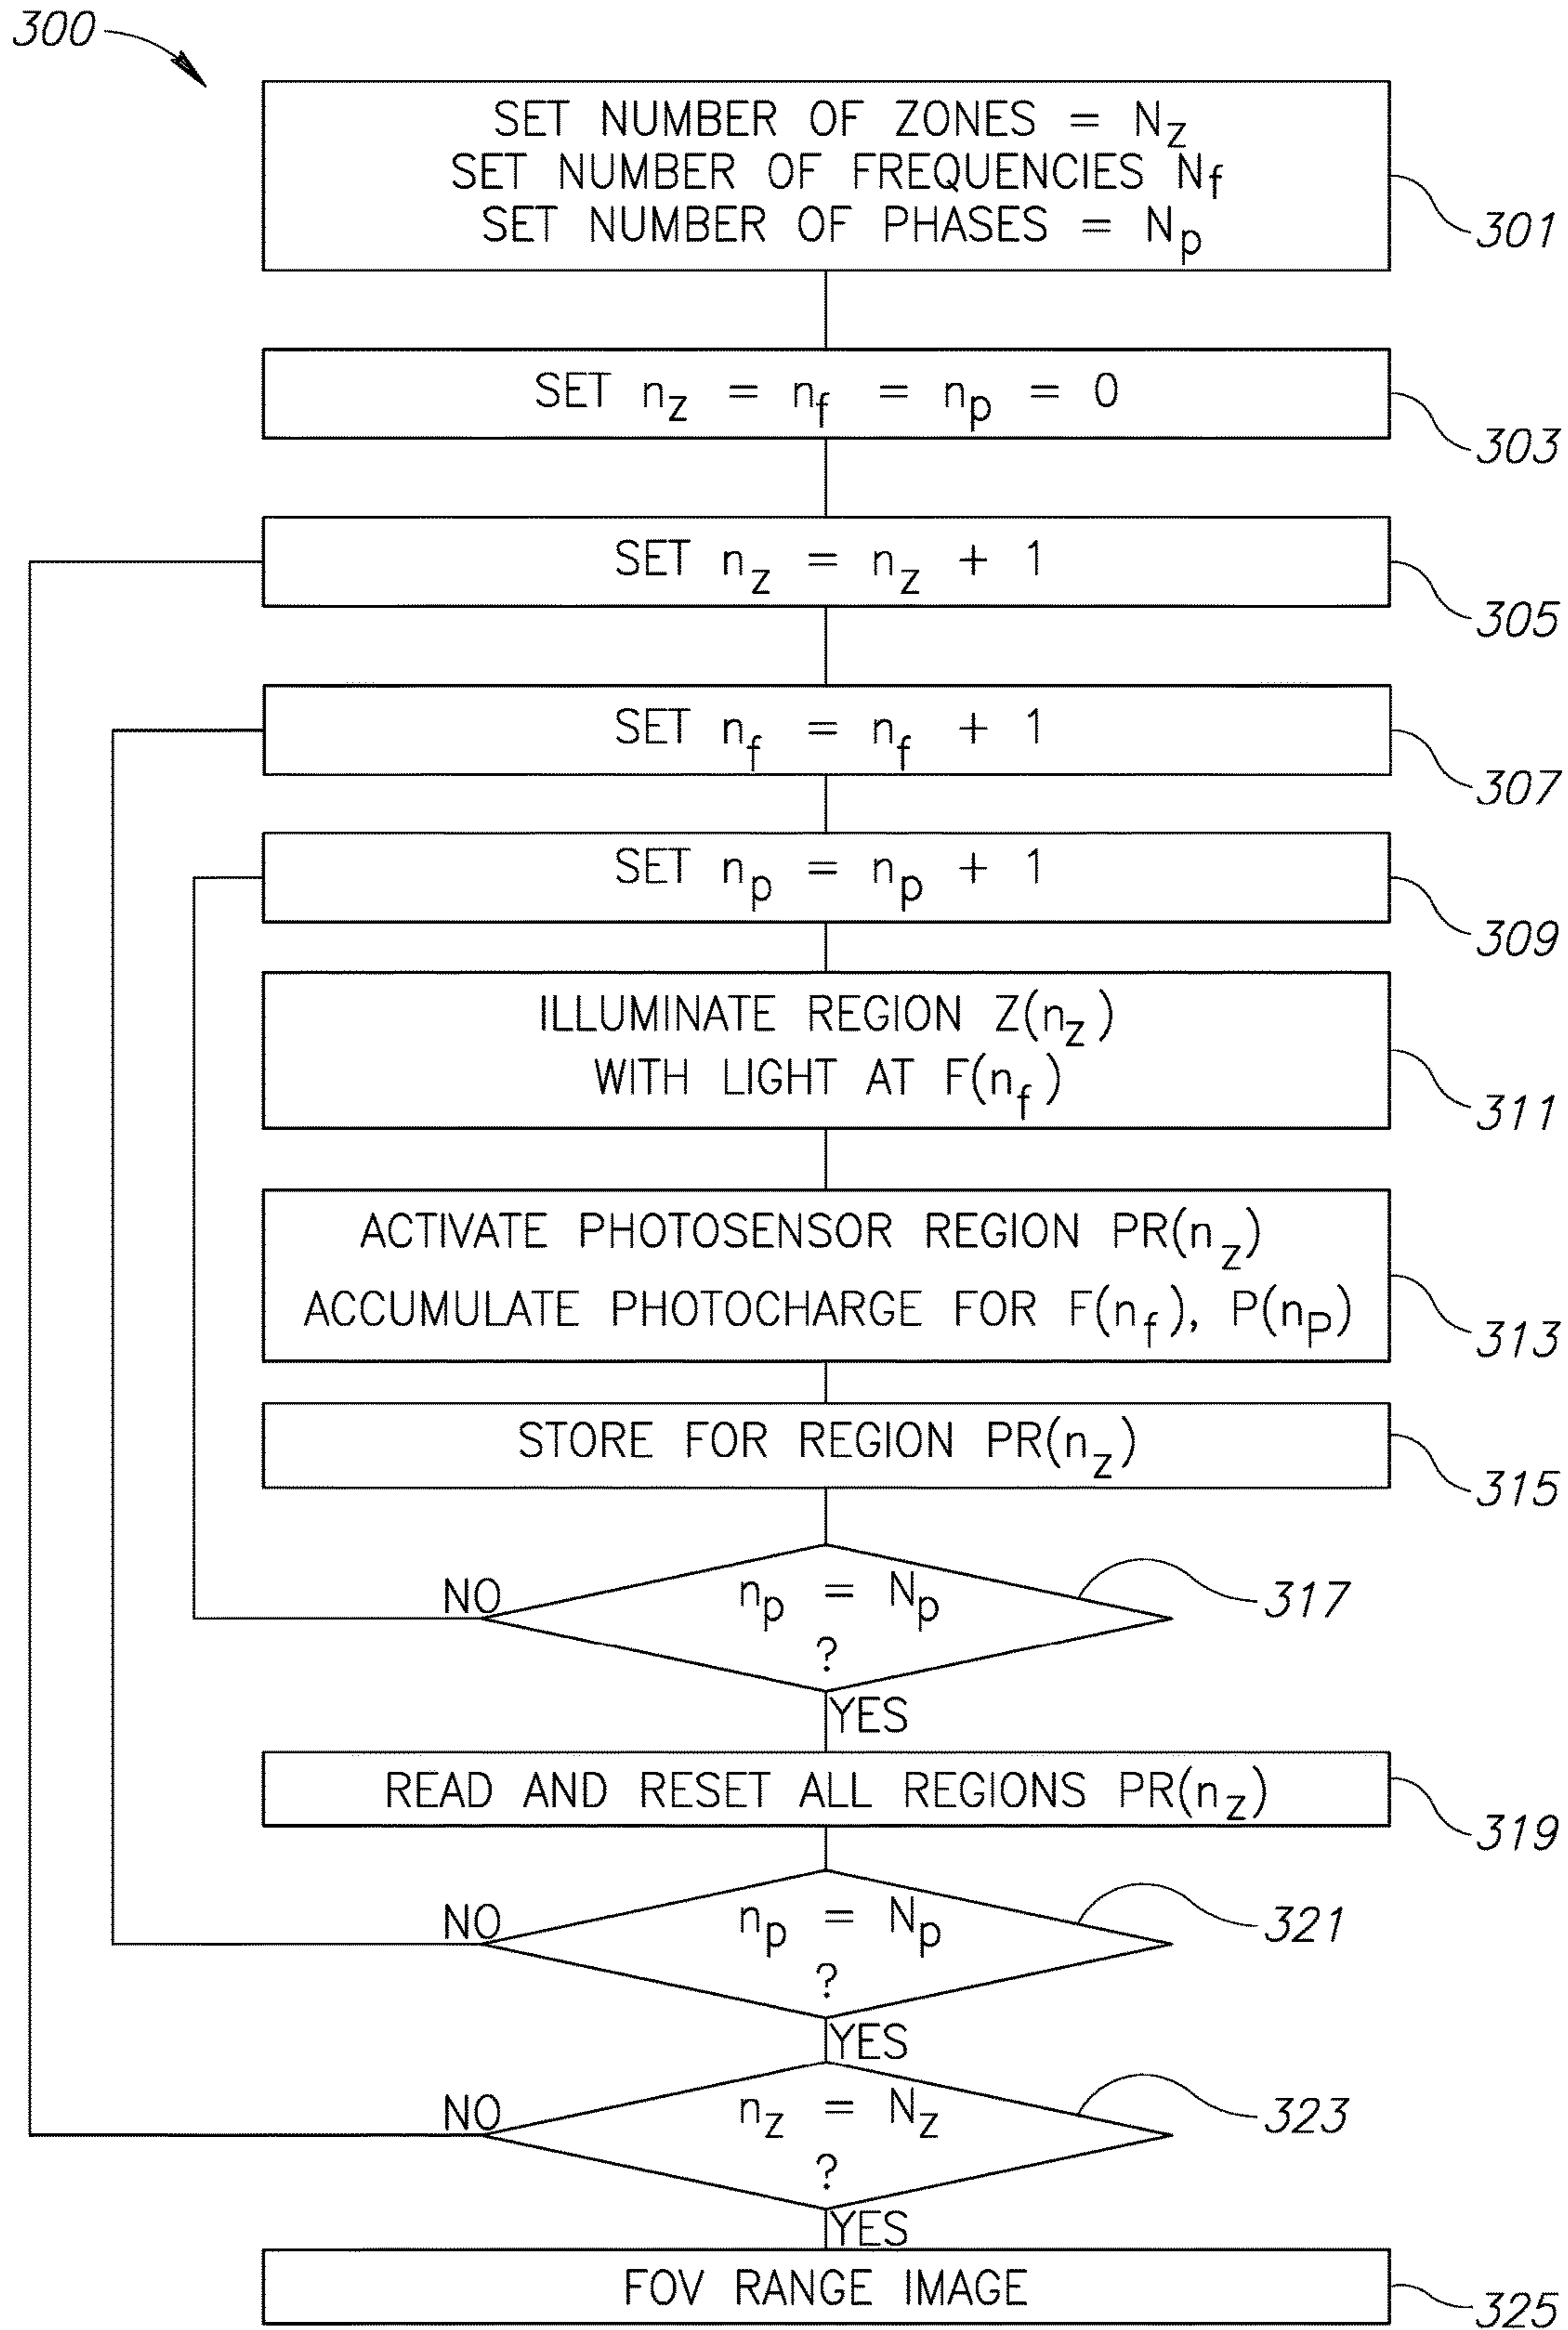 300
SET NUMBER OF ZONES = N_z
SET NUMBER OF FREQUENCIES N_f
SET NUMBER OF PHASES = N_p
301
SET n_z = n_f = n_p = 0
303
SET n_z = n_z + 1
305
SET n_f = n_f + 1
307
SET n_p = n_p + 1
309
ILLUMINATE REGION Z(n_z)
WITH LIGHT AT F(n_f)
311
ACTIVATE PHOTOSENSOR REGION PR(n_z)
ACCUMULATE PHOTOCHARGE FOR F(n_f), P(n_P)
313
STORE FOR REGION PR(n_z)
315
n_p = N_p
?
NO
317
YES
READ AND RESET ALL REGIONS PR(n_z)
319
n_p = N_p
?
NO
321
YES
n_z = N_z
?
NO
323
YES
FOV RANGE IMAGE
325